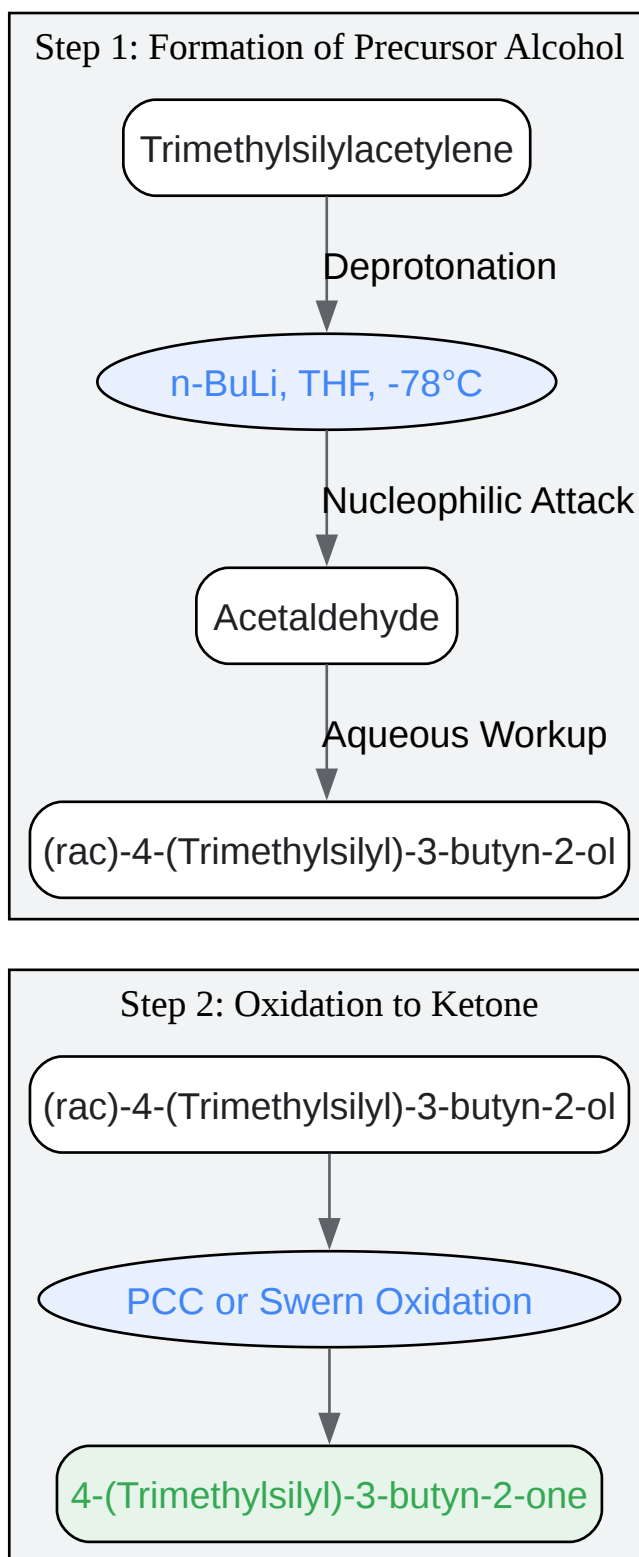 Step 1: Formation of Precursor Alcohol
Trimethylsilylacetylene
Deprotonation
n-BuLi, THF, -78°C
Nucleophilic Attack
Acetaldehyde
Aqueous Workup
(rac)-4-(Trimethylsilyl)-3-butyn-2-ol
Step 2: Oxidation to Ketone
(rac)-4-(Trimethylsilyl)-3-butyn-2-ol
PCC or Swern Oxidation
4-(Trimethylsilyl)-3-butyn-2-one